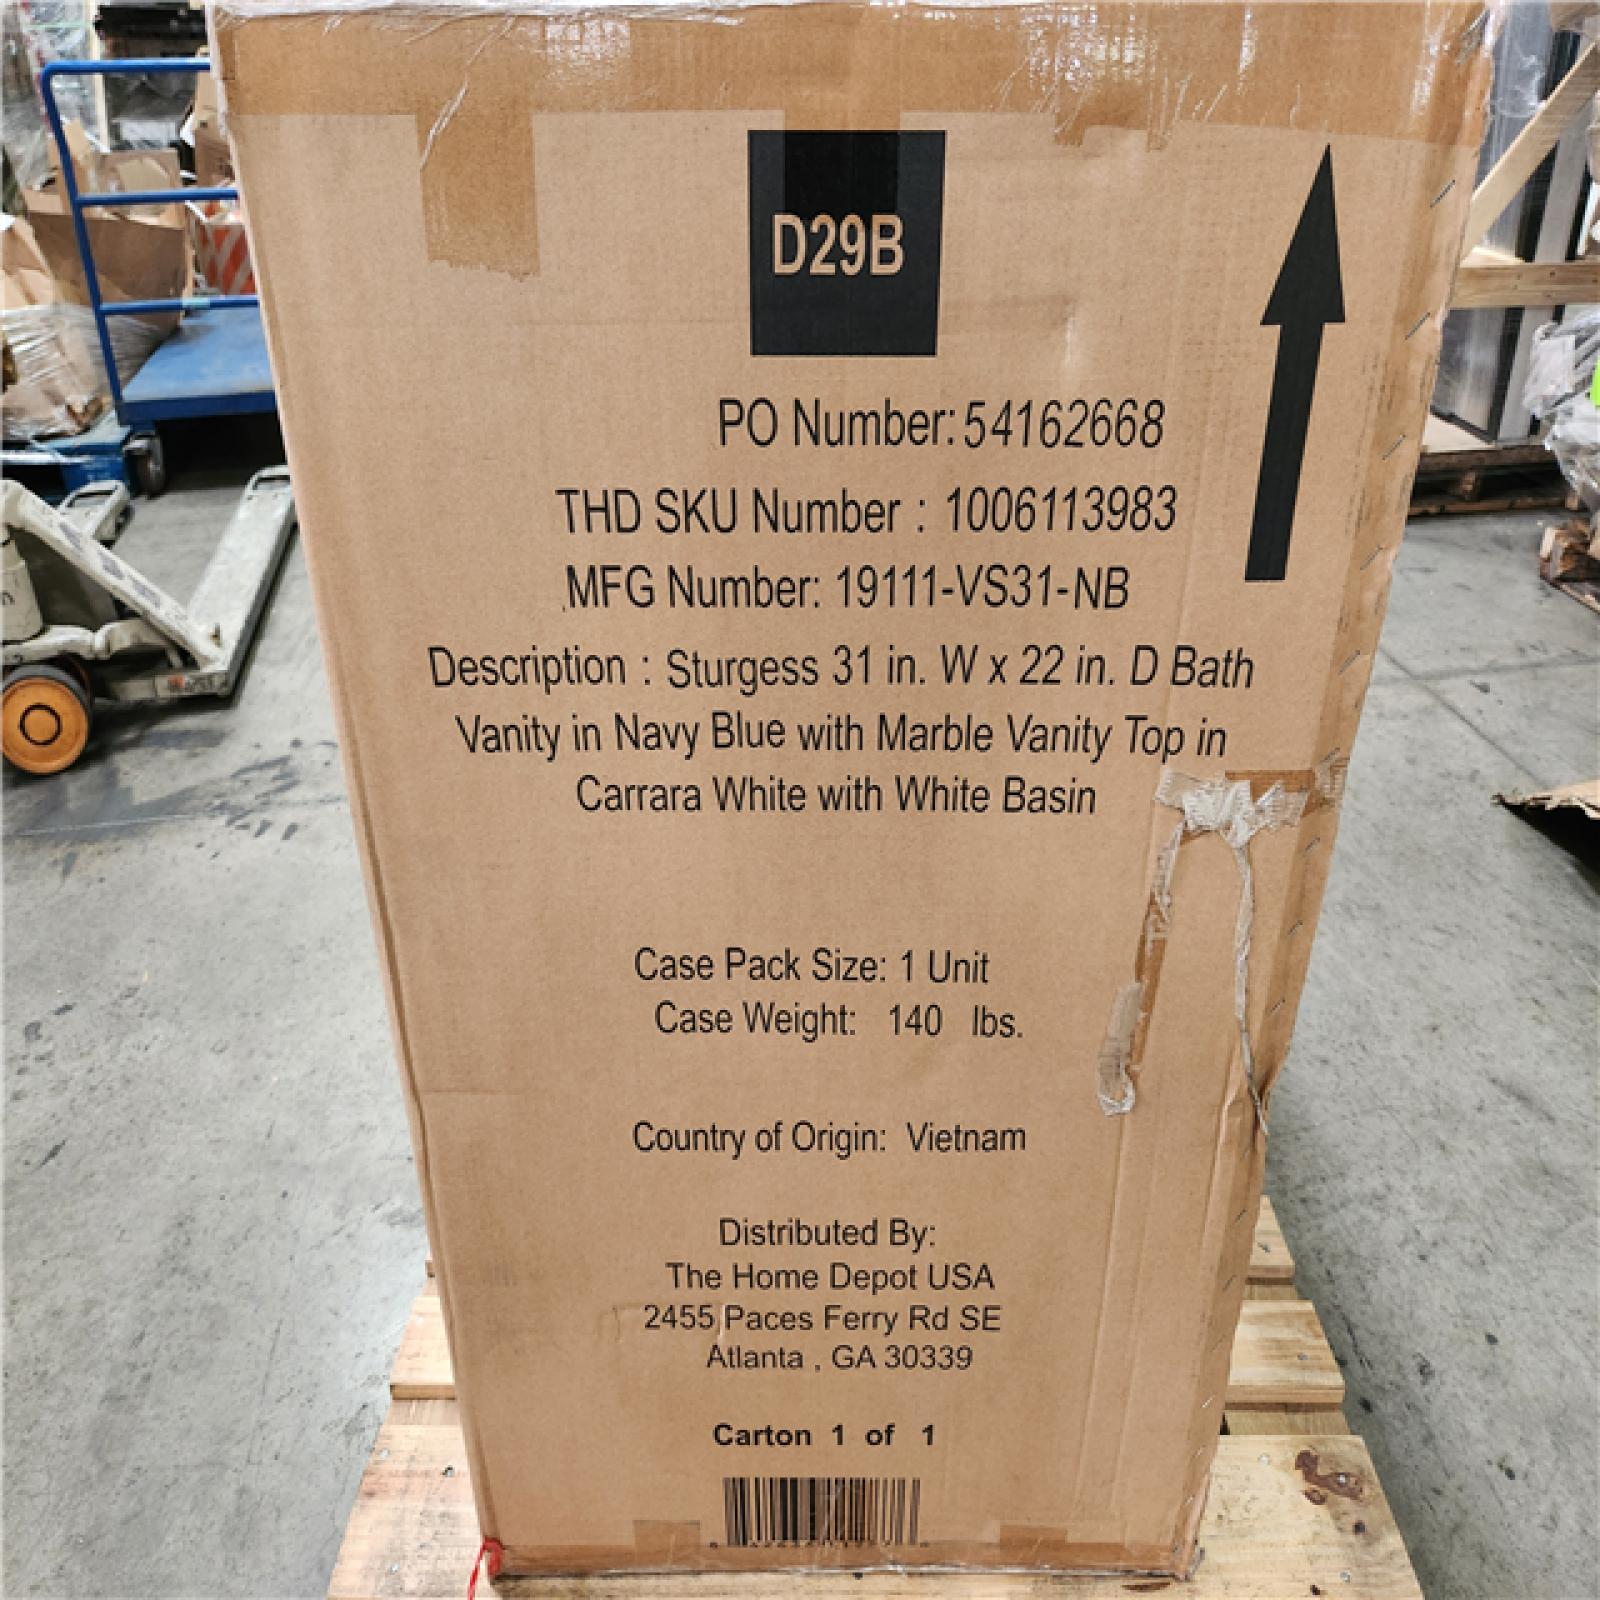 D29B
PO Number: 54162668
THD SKU Number : 1006113983
MFG Number: 19111-VS31-NB
Description : Sturgess 31 in. W x 22 in. D Bath
Vanity in Navy Blue with Marble Vanity Top in
Carrara White with White Basin
Case Pack Size: 1 Unit
Case Weight: 140 lbs.
Country of Origin: Vietnam
Distributed By:
The Home Depot USA
2455 Paces Ferry Rd SE
Atlanta , GA 30339
Carton 1 of 1